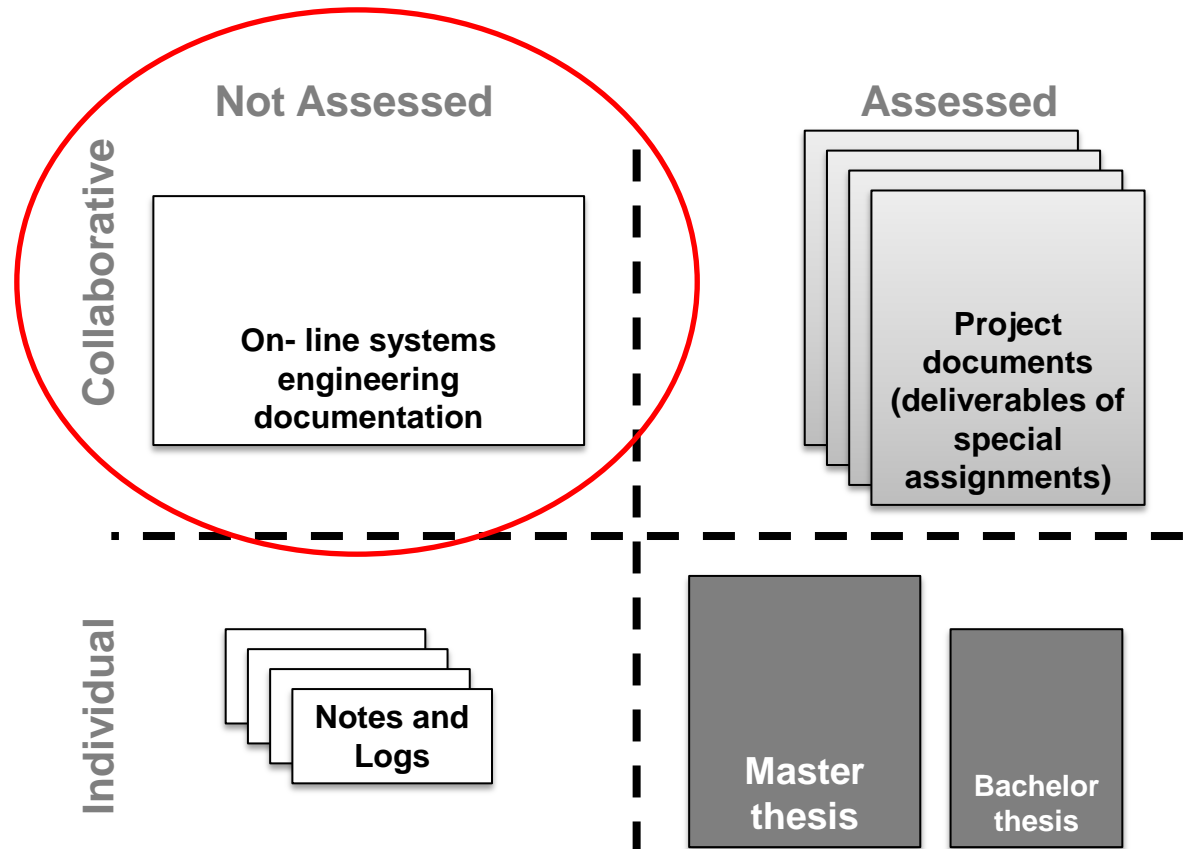 Not Assessed
Assessed
Collaborative
On- line systems
engineering
documentation
Project
documents
(deliverables of
special
assignments)
Individual
Notes and
Logs
Master
thesis
Bachelor
thesis